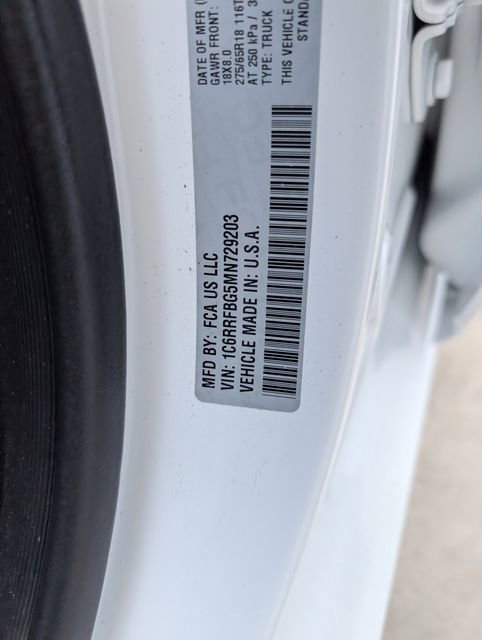 MFD BY: FCA US LLC
VIN: 1C6RRFBG5MN729203
VEHICLE MADE IN: U.S.A.
DATE OF MFR
GAWR FRONT:
18X8.0
275/65R18 116T
AT 250 kPa /
TYPE: TRUCK
THIS VEHICLE